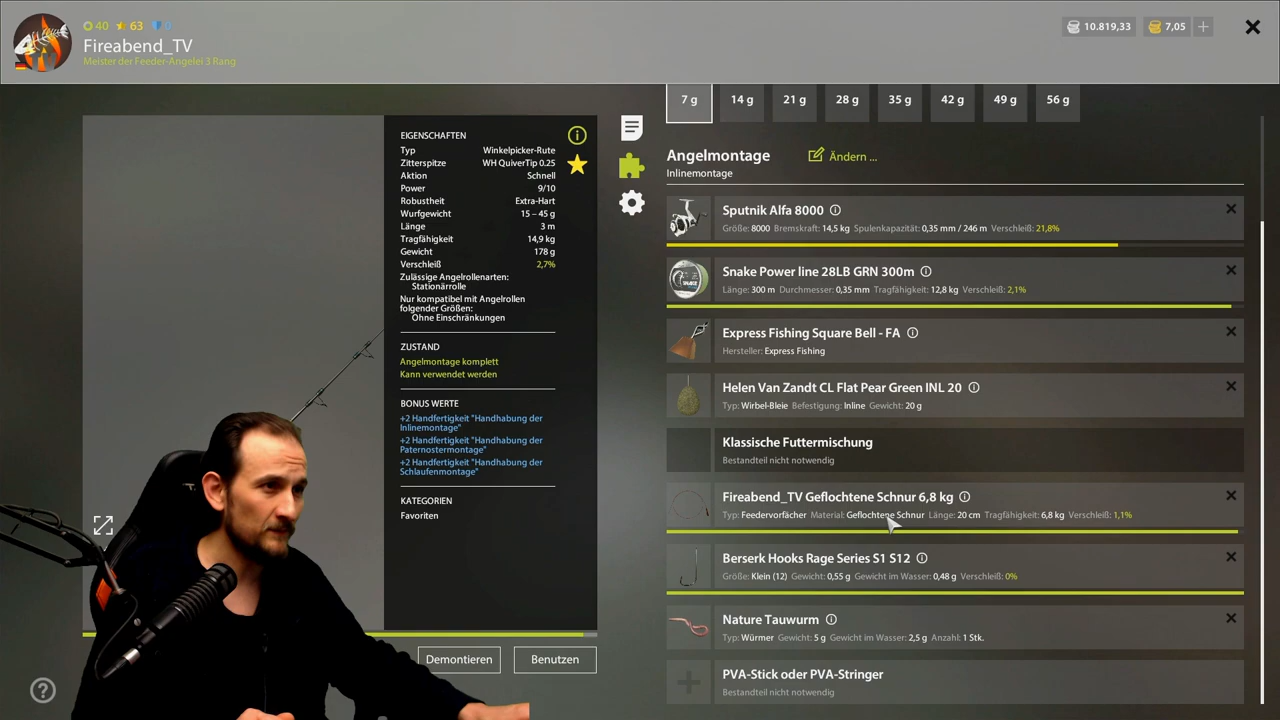 40 63 0
Fireabend_TV
Meister der Feeder-Angelei 3 Rang
10.819,33 7,05
7 g 14 g 21 g 28 g 35 g 42 g 49 g 56 g
EIGENSCHAFTEN
Typ Winkelpicker-Rute
Zitterspitze WH QuiverTip 0.25
Aktion Schnell
Power 9/10
Robustheit Extra-Hart
Wurfgewicht 15 – 45 g
Länge 3 m
Tragfähigkeit 14,9 kg
Gewicht 178 g
Verschleiß 2,7%
Zulässige Angelrollenarten:
Stationärrolle
Nur kompatibel mit Angelrollen
folgender Größen:
Ohne Einschränkungen
ZUSTAND
Angelmontage komplett
Kann verwendet werden
BONUS WERTE
+2 Handfertigkeit "Handhabung der
Inlinemontage"
+2 Handfertigkeit "Handhabung der
Paternostermontage"
+2 Handfertigkeit "Handhabung der
Schlaufenmontage"
KATEGORIEN
Favoriten
Demontieren Benutzen
Angelmontage Ändern ...
Inlinemontage
Sputnik Alfa 8000
Größe: 8000 Bremskraft: 14,5 kg Spulenkapazität: 0,35 mm / 246 m Verschleiß: 21,8%
Snake Power line 28LB GRN 300m
Länge: 300 m Durchmesser: 0,35 mm Tragfähigkeit: 12,8 kg Verschleiß: 2,1%
Express Fishing Square Bell - FA
Hersteller: Express Fishing
Helen Van Zandt CL Flat Pear Green INL 20
Typ: Wirbel-Bleie Befestigung: Inline Gewicht: 20 g
Klassische Futtermischung
Bestandteil nicht notwendig
Fireabend_TV Geflochtene Schnur 6,8 kg
Typ: Feedervorfächer Material: Geflochtene Schnur Länge: 20 cm Tragfähigkeit: 6,8 kg Verschleiß: 1,1%
Berserk Hooks Rage Series S1 S12
Größe: Klein (12) Gewicht: 0,55 g Gewicht im Wasser: 0,48 g Verschleiß: 0%
Nature Tauwurm
Typ: Würmer Gewicht: 5 g Gewicht im Wasser: 2,5 g Anzahl: 1 Stk.
PVA-Stick oder PVA-Stringer
Bestandteil nicht notwendig